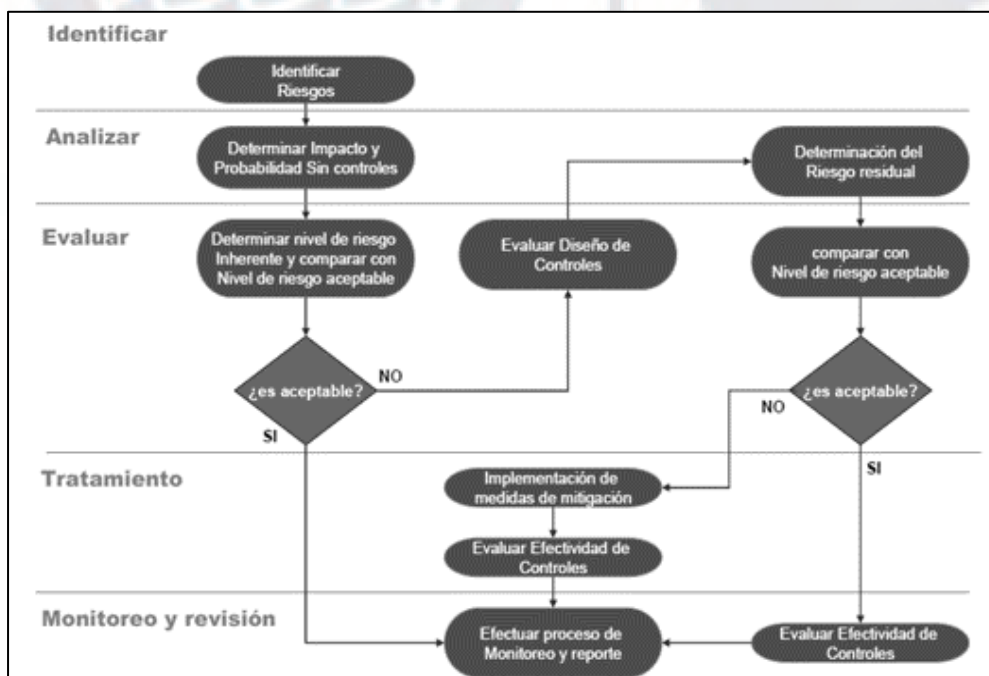 Identificar
Identificar
Riesgos
Analizar
Determinar Impacto y
Probabilidad Sin controles
Determinación del
Riesgo residual
Evaluar
Determinar nivel de riesgo
Inherente y comparar con
Nivel de riesgo aceptable
Evaluar Diseño de
Controles
comparar con
Nivel de riesgo aceptable
¿es aceptable?
NO
SI
¿es aceptable?
NO
SI
Tratamiento
Implementación de
medidas de mitigación
Evaluar Efectividad de
Controles
Monitoreo y revisión
Efectuar proceso de
Monitoreo y reporte
Evaluar Efectividad de
Controles